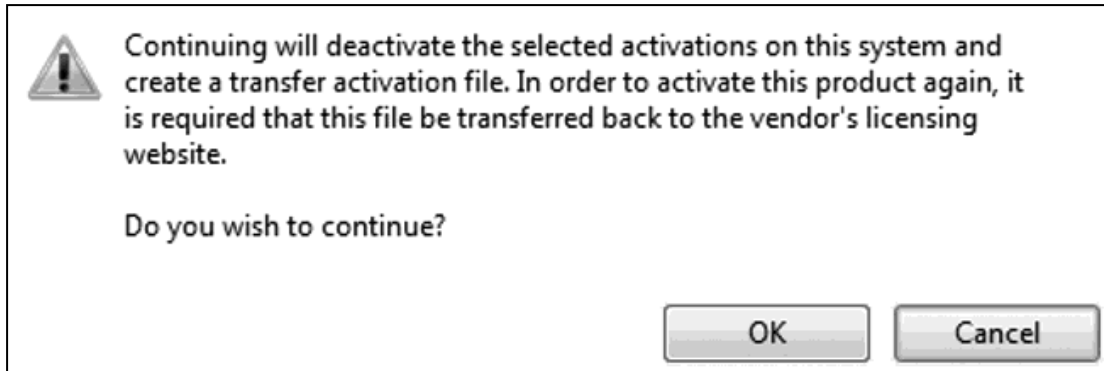 Continuing will deactivate the selected activations on this system and
create a transfer activation file. In order to activate this product again, it
is required that this file be transferred back to the vendor's licensing
website.
Do you wish to continue?
OK
Cancel